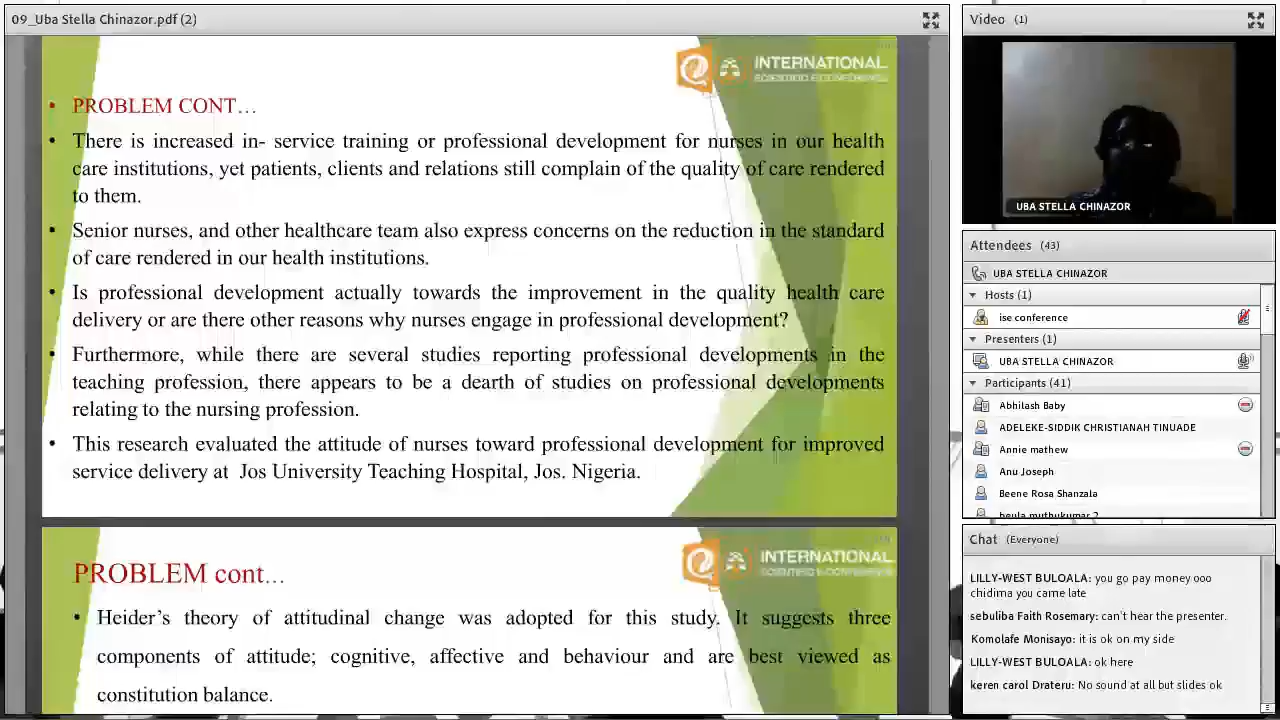 09_Uba Stella Chinazor.pdf (2)
INTERNATIONAL
• PROBLEM CONT…
• There is increased in- service training or professional development for nurses in our health
care institutions, yet patients, clients and relations still complain of the quality of care rendered
to them.
• Senior nurses, and other healthcare team also express concerns on the reduction in the standard
of care rendered in our health institutions.
• Is professional development actually towards the improvement in the quality health care
delivery or are there other reasons why nurses engage in professional development?
• Furthermore, while there are several studies reporting professional developments in the
teaching profession, there appears to be a dearth of studies on professional developments
relating to the nursing profession.
• This research evaluated the attitude of nurses toward professional development for improved
service delivery at Jos University Teaching Hospital, Jos. Nigeria.
INTERNATIONAL
PROBLEM cont…
• Heider’s theory of attitudinal change was adopted for this study. It suggests three
components of attitude; cognitive, affective and behaviour and are best viewed as
constitution balance.
Video (1)
UBA STELLA CHINAZOR
Attendees (43)
UBA STELLA CHINAZOR
Hosts (1)
ise conference
Presenters (1)
UBA STELLA CHINAZOR
Participants (41)
Abhilash Baby
ADELEKE-SIDDIK CHRISTIANAH TINUADE
Annie mathew
Anu Joseph
Beene Rosa Shanzala
beula muthukumar 2
Chat (Everyone)
LILLY-WEST BULOALA: you go pay money ooo
chidima you came late
sebuliba Faith Rosemary: can't hear the presenter.
Komolafe Monisayo: it is ok on my side
LILLY-WEST BULOALA: ok here
keren carol Drateru: No sound at all but slides ok